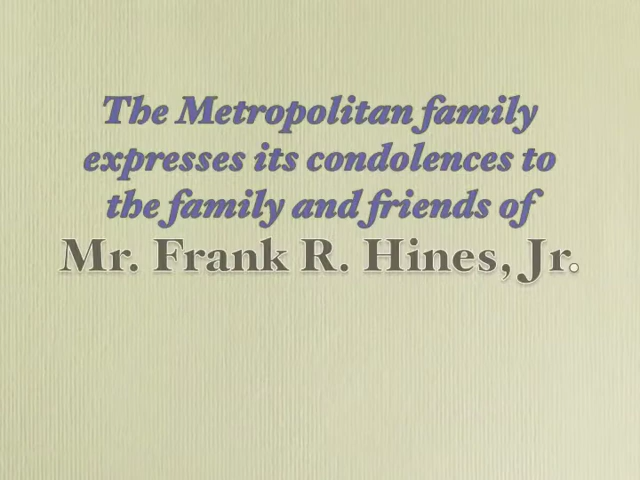 The Metropolitan family
expresses its condolences to
the family and friends of
Mr. Frank R. Hines, Jr.